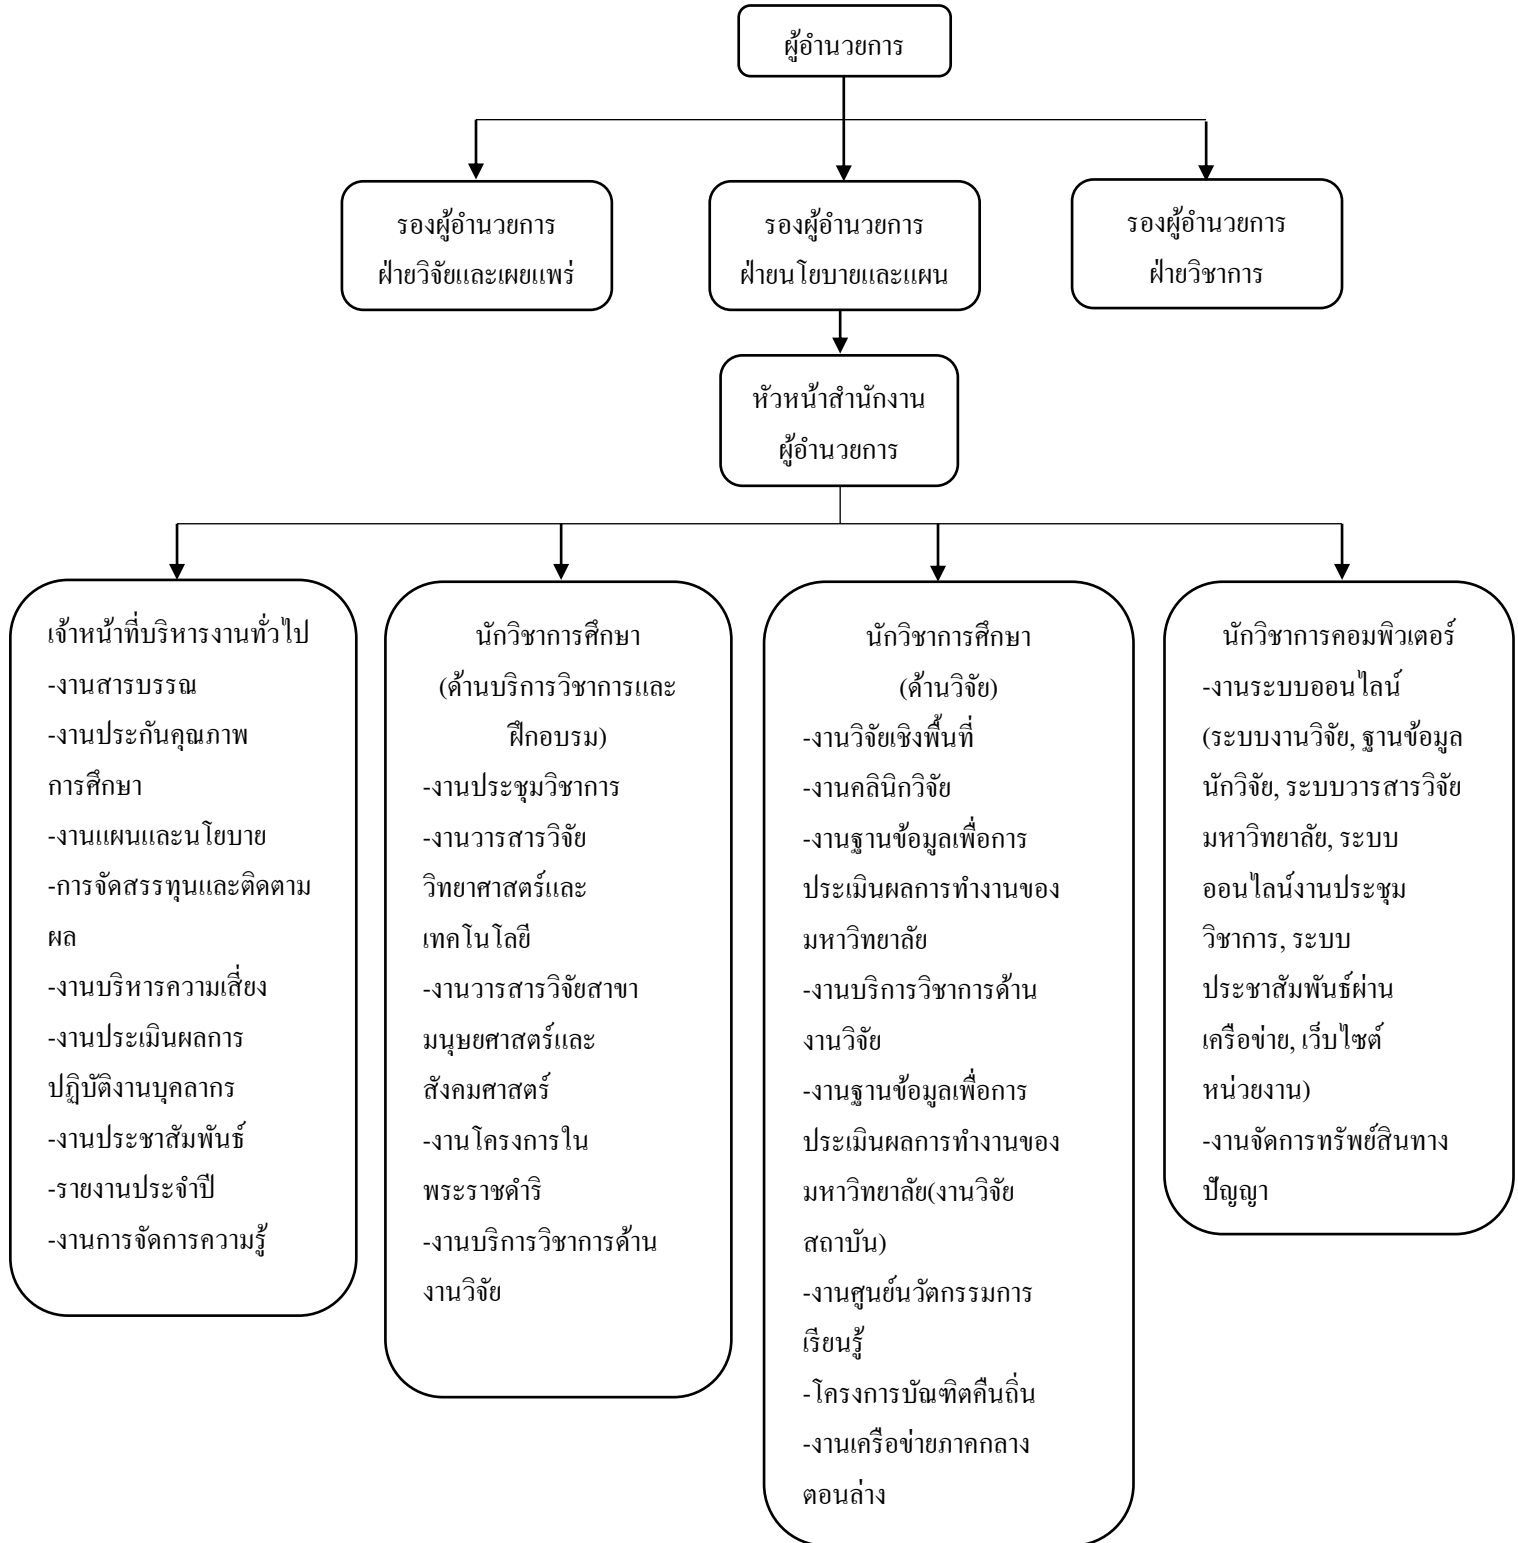 ผู้อำนวยการ
รองผู้อำนวยการ
ฝ่ายวิจัยและเผยแพร่
รองผู้อำนวยการ
ฝ่ายนโยบายและแผน
รองผู้อำนวยการ
ฝ่ายวิชาการ
หัวหน้าสำนักงาน
ผู้อำนวยการ
เจ้าหน้าที่บริหารงานทั่วไป
-งานสารบรรณ
-งานประกันคุณภาพ
การศึกษา
-งานแผนและนโยบาย
-การจัดสรรทุนและติดตาม
ผล
-งานบริหารความเสี่ยง
-งานประเมินผลการ
ปฏิบัติงานบุคลากร
-งานประชาสัมพันธ์
-รายงานประจำปี
-งานการจัดการความรู้
นักวิชาการศึกษา
(ด้านบริการวิชาการและ
ฝึกอบรม)
-งานประชุมวิชาการ
-งานวารสารวิจัย
วิทยาศาสตร์และ
เทคโนโลยี
-งานวารสารวิจัยสาขา
มนุษยศาสตร์และ
สังคมศาสตร์
-งานโครงการใน
พระราชดำริ
-งานบริการวิชาการด้าน
งานวิจัย
นักวิชาการศึกษา
(ด้านวิจัย)
-งานวิจัยเชิงพื้นที่
-งานคลินิกวิจัย
-งานฐานข้อมูลเพื่อการ
ประเมินผลการทำงานของ
มหาวิทยาลัย
-งานบริการวิชาการด้าน
งานวิจัย
-งานฐานข้อมูลเพื่อการ
ประเมินผลการทำงานของ
มหาวิทยาลัย(งานวิจัย
สถาบัน)
-งานศูนย์นวัตกรรมการ
เรียนรู้
-โครงการบัณฑิตคืนถิ่น
-งานเครือข่ายภาคกลาง
ตอนล่าง
นักวิชาการคอมพิวเตอร์
-งานระบบออนไลน์
(ระบบงานวิจัย, ฐานข้อมูล
นักวิจัย, ระบบวารสารวิจัย
มหาวิทยาลัย, ระบบ
ออนไลน์งานประชุม
วิชาการ, ระบบ
ประชาสัมพันธ์ผ่าน
เครือข่าย, เว็บไซต์
หน่วยงาน)
-งานจัดการทรัพย์สินทาง
ปัญญา